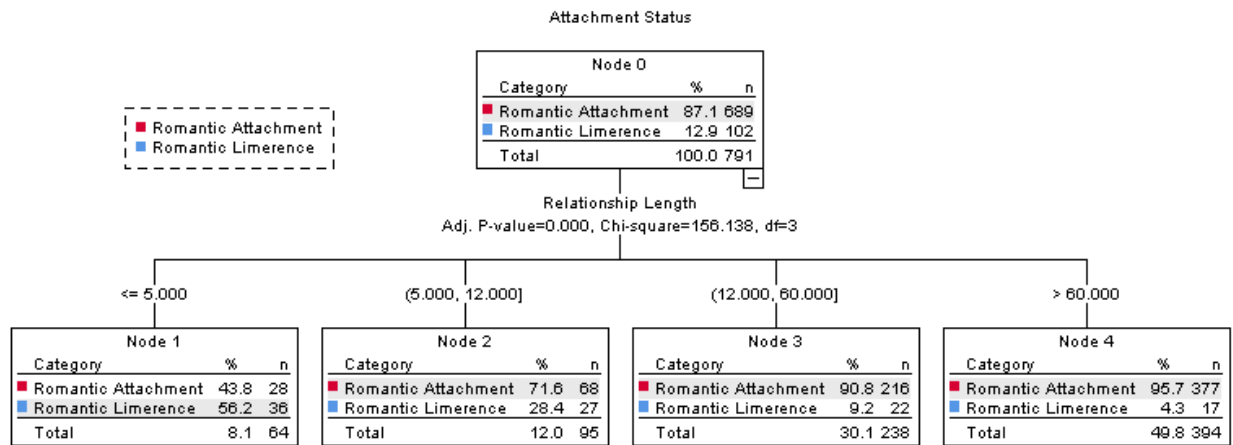 Attachment Status
Node 0
Category % n
Romantic Attachment 87.1 689
Romantic Limerence 12.9 102
Total 100.0 791
Romantic Attachment
Romantic Limerence
Relationship Length
Adj. P-value=0.000, Chi-square=156.138, df=3
<= 5.000
(5.000, 12.000]
(12.000, 60.000]
> 60.000
Node 1
Category % n
Romantic Attachment 43.8 28
Romantic Limerence 56.2 36
Total 8.1 64
Node 2
Category % n
Romantic Attachment 71.6 68
Romantic Limerence 28.4 27
Total 12.0 95
Node 3
Category % n
Romantic Attachment 90.8 216
Romantic Limerence 9.2 22
Total 30.1 238
Node 4
Category % n
Romantic Attachment 95.7 377
Romantic Limerence 4.3 17
Total 49.8 394